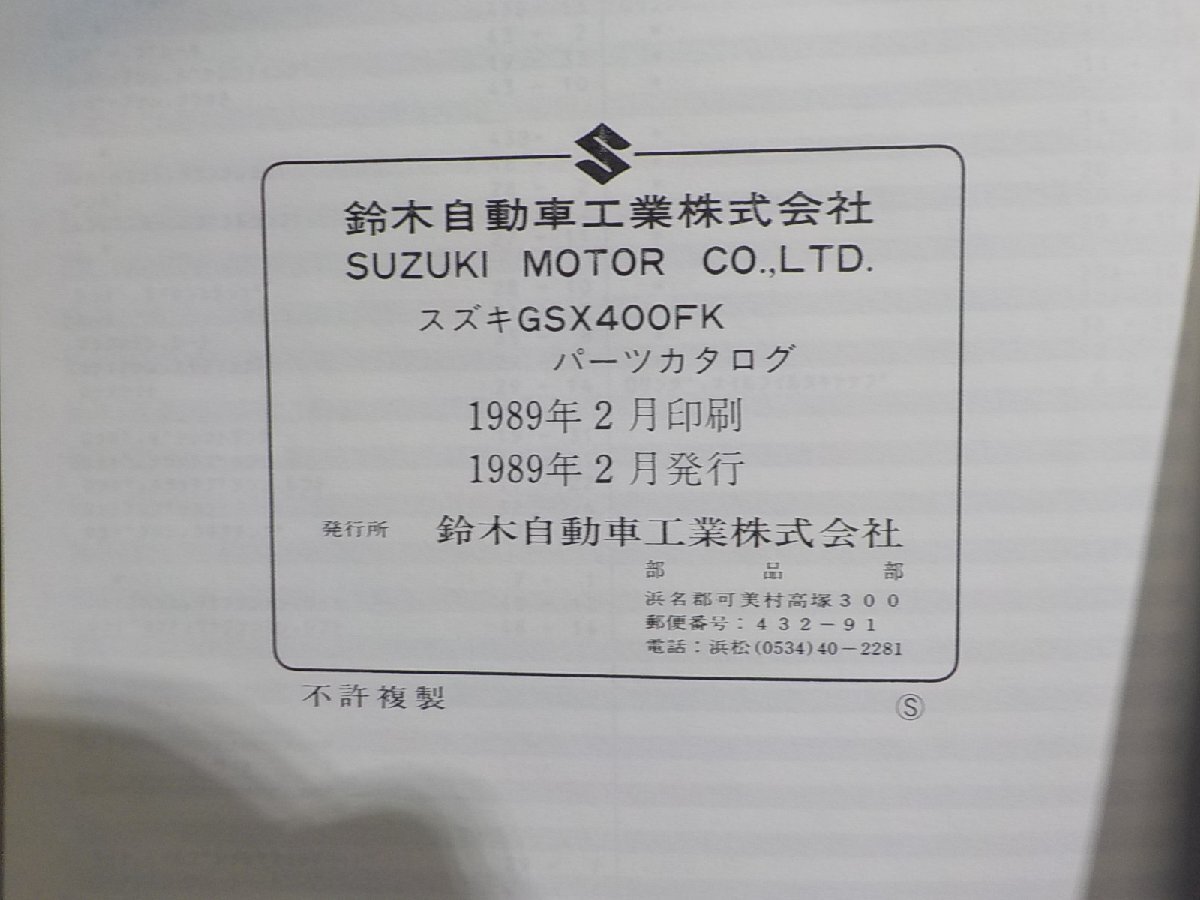 鈴木自動車工業株式会社
SUZUKI MOTOR CO.,LTD.
スズキGSX400FK
パーツカタログ
1989年2月印刷
1989年2月発行
発行所 鈴木自動車工業株式会社
部品部
浜名郡可美村高塚300
郵便番号:432-91
電話:浜松(0534)40-2281
不許複製
Ⓢ